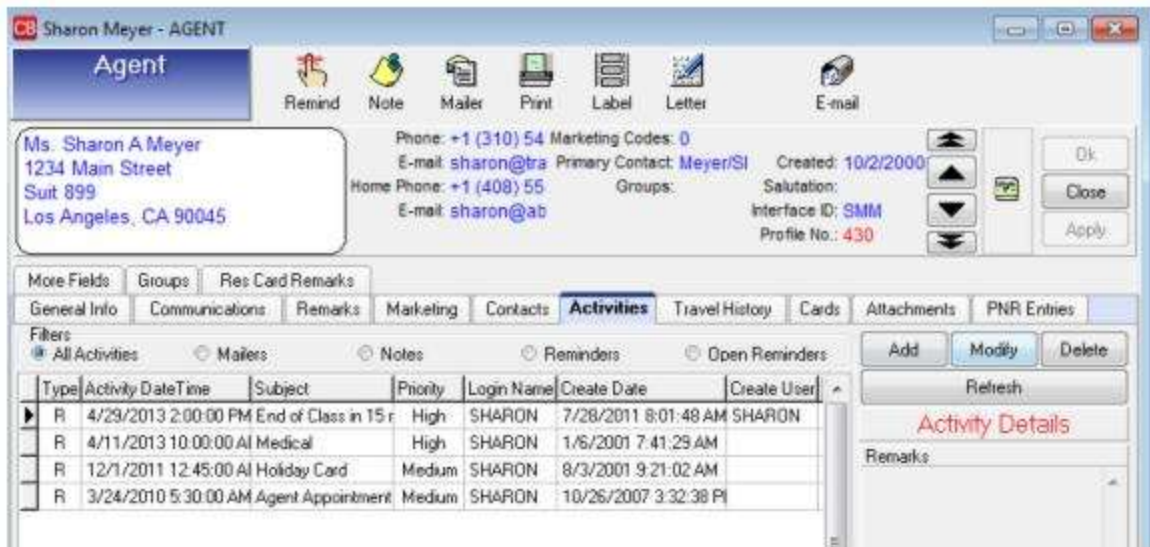 CB Sharon Meyer - AGENT
Agent
Remind Note Mailer Print Label Letter E-mail
Ms. Sharon A Meyer
1234 Main Street
Suit 899
Los Angeles, CA 90045
Phone: +1 (310) 54 Marketing Codes: 0
E-mail: sharon@tra Primary Contact: Meyer/SI Created: 10/2/2000
Home Phone: +1 (408) 55 Groups: Salutation:
E-mail: sharon@ab Interface ID: SMM
Profile No.: 430
Ok
Close
Apply
More Fields Groups Res Card Remarks
General Info Communications Remarks Marketing Contacts Activities Travel History Cards Attachments PNR Entries
Filters
All Activities Mailers Notes Reminders Open Reminders
Add Modify Delete
Refresh
Activity Details
Remarks
Type Activity DateTime Subject Priority Login Name Create Date Create User
R 4/29/2013 2:00:00 PM End of Class in 15 r High SHARON 7/28/2011 8:01:48 AM SHARON
R 4/11/2013 10:00:00 AI Medical High SHARON 1/6/2001 7:41:29 AM
R 12/1/2011 12:45:00 AI Holiday Card Medium SHARON 8/3/2001 9:21:02 AM
R 3/24/2010 5:30:00 AM Agent Appointment Medium SHARON 10/26/2007 3:32:38 PI